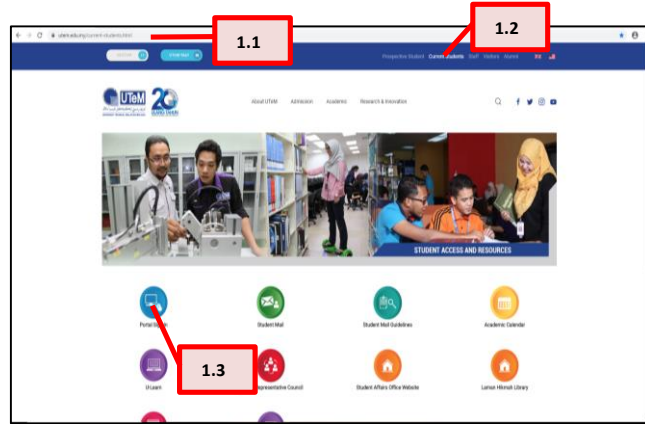 1.1
1.2
utem.edu.my/current-students.html
Prospective Student Current Students Staff Visitors Alumni
UTeM
20
About UTeM Admission Academic Research & Innovation
STUDENT ACCESS AND RESOURCES
Student Mail
Student Mail Guidelines
Academic Calendar
1.3
Representative Council
Student Affairs Office Website
Laman Hikmah Library